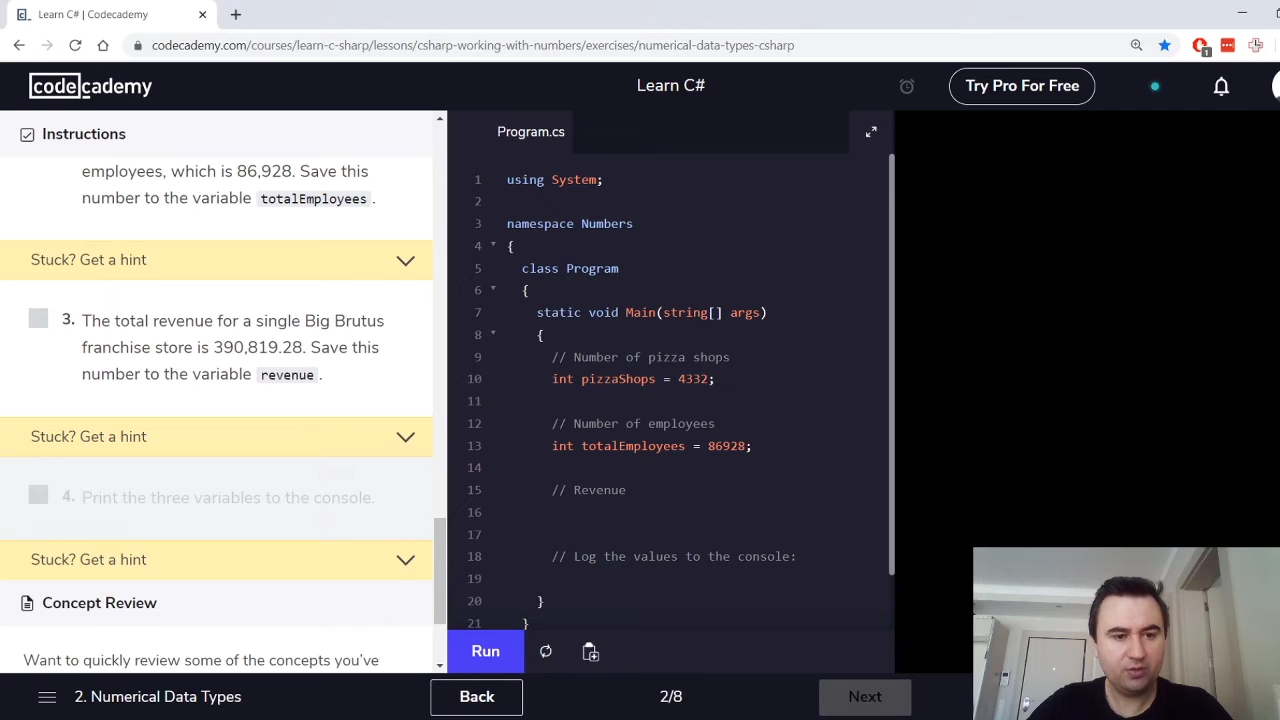 Learn C# | Codecademy
codecademy.com/courses/learn-c-sharp/lessons/csharp-working-with-numbers/exercises/numerical-data-types-csharp
1
codecademy
Learn C#
Try Pro For Free
Instructions
employees, which is 86,928. Save this
number to the variable totalEmployees.
Stuck? Get a hint
3. The total revenue for a single Big Brutus
franchise store is 390,819.28. Save this
number to the variable revenue.
Stuck? Get a hint
4. Print the three variables to the console.
Stuck? Get a hint
Concept Review
Want to quickly review some of the concepts you've
Program.cs
1 using System;
2
3 namespace Numbers
4 {
5 class Program
6 {
7 static void Main(string[] args)
8 {
9 // Number of pizza shops
10 int pizzaShops = 4332;
11
12 // Number of employees
13 int totalEmployees = 86928;
14
15 // Revenue
16
17
18 // Log the values to the console:
19
20 }
21 }
Run
2. Numerical Data Types
Back
2/8
Next